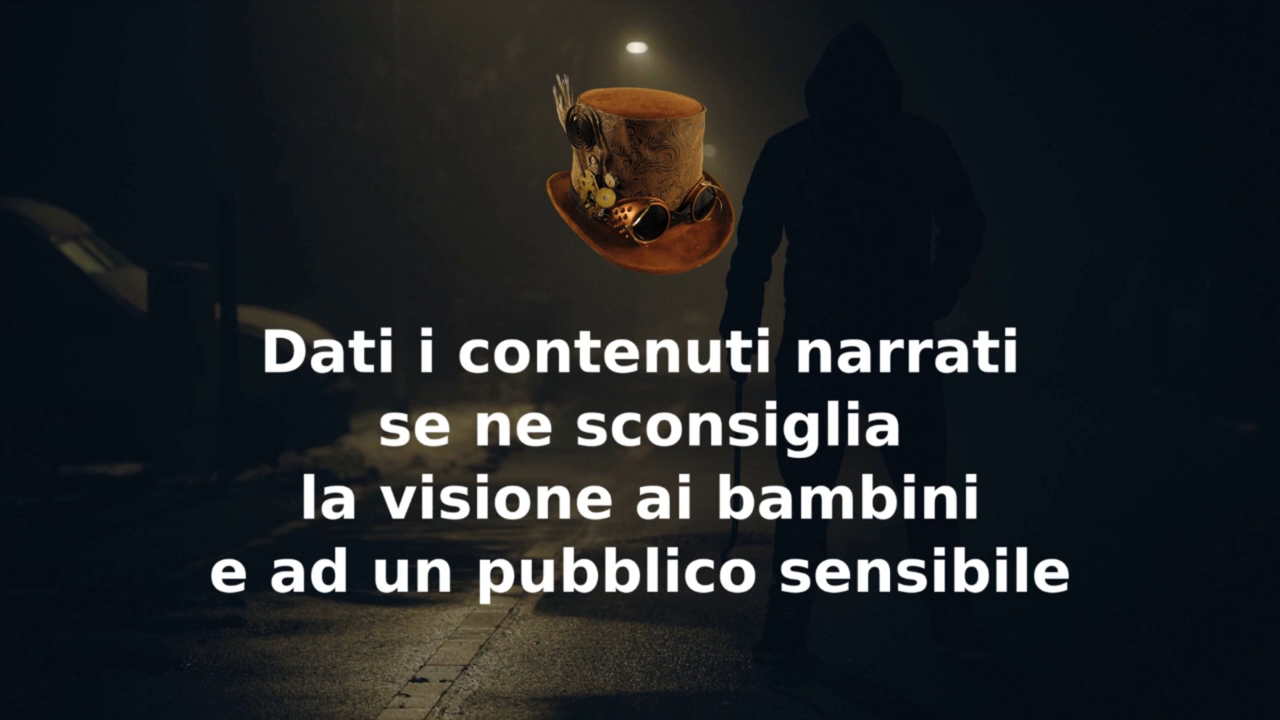 Dati i contenuti narrati
se ne sconsiglia
la visione ai bambini
e ad un pubblico sensibile